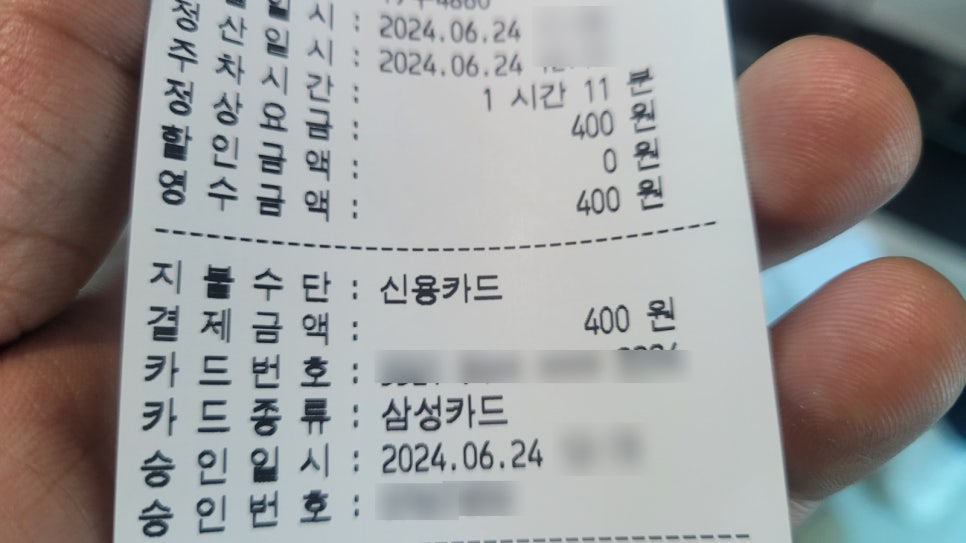 일 시 :
2024.06.24
정 산 일 시 : 2024.06.24
주 차 시 간 : 1 시간 11 분
정 상 요 금 : 400 원
할 인 금 액 : 0 원
영 수 금 액 : 400 원
지 불 수 단 : 신용카드
결 제 금 액 : 400 원
카 드 번 호 :
카 드 종 류 : 삼성카드
승 인 일 시 : 2024.06.24
승 인 번 호 :